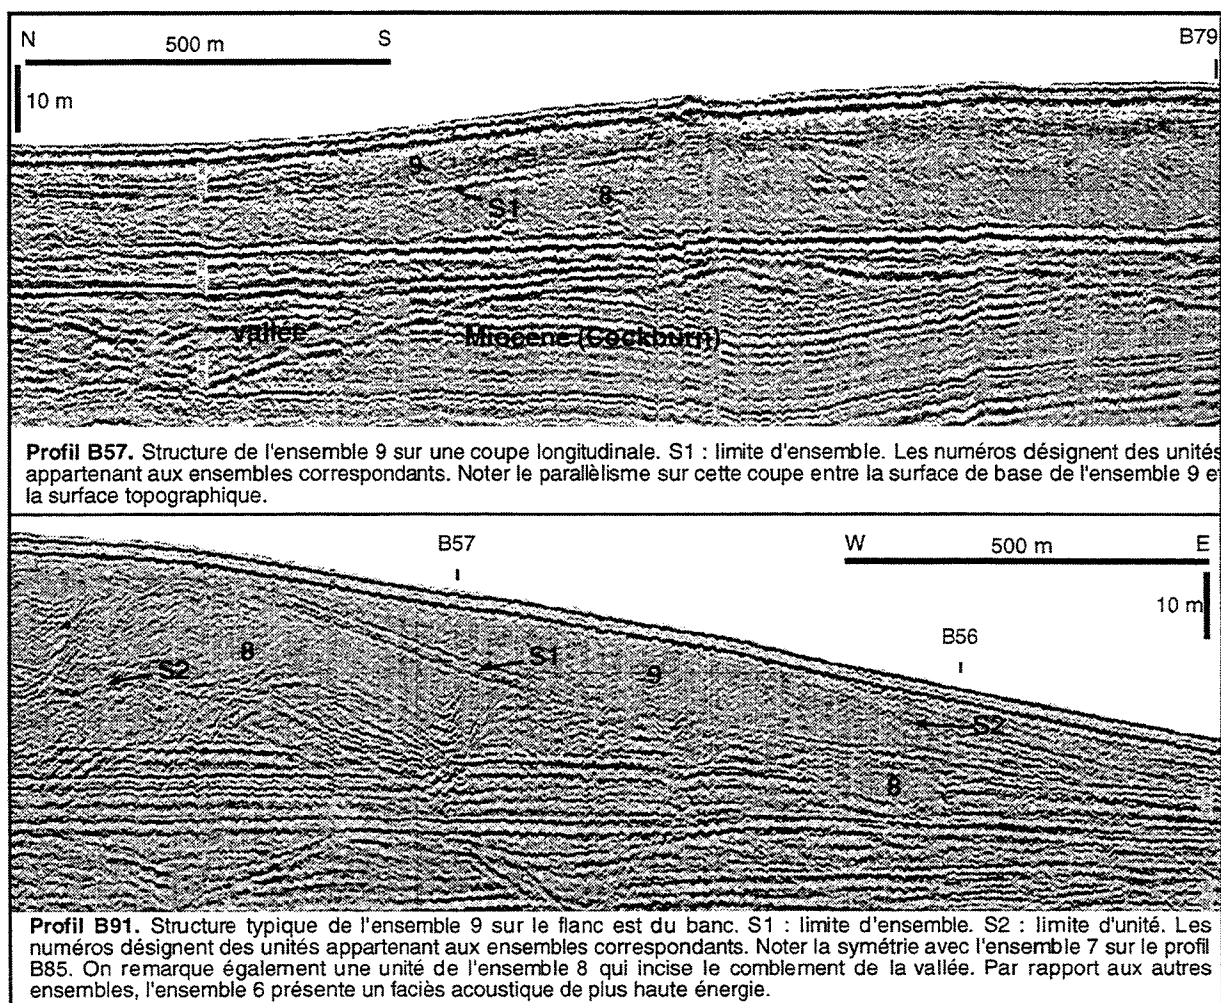 N 500 m S
B79
10 m
9
S1
8
vallée
Miocène (Cockburn)
Profil B57. Structure de l'ensemble 9 sur une coupe longitudinale. S1 : limite d'ensemble. Les numéros désignent des unités
appartenant aux ensembles correspondants. Noter le parallèlisme sur cette coupe entre la surface de base de l'ensemble 9 et
la surface topographique.
B57
W 500 m E
10 m
B56
8
S2
S1
9
S2
8
Profil B91. Structure typique de l'ensemble 9 sur le flanc est du banc. S1 : limite d'ensemble. S2 : limite d'unité. Les
numéros désignent des unités appartenant aux ensembles correspondants. Noter la symétrie avec l'ensemble 7 sur le profil
B85. On remarque également une unité de l'ensemble 8 qui incise le comblement de la vallée. Par rapport aux autres
ensembles, l'ensemble 6 présente un faciès acoustique de plus haute énergie.